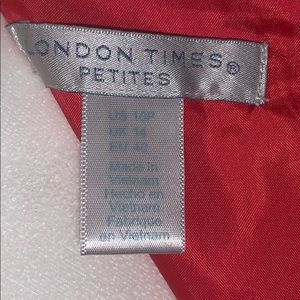 LONDON TIMES®
PETITES
US 10P
UK 14
EU 40
Made in
Vietnam
Hecho en
Vietnam
Fabriqué
en Vietnam